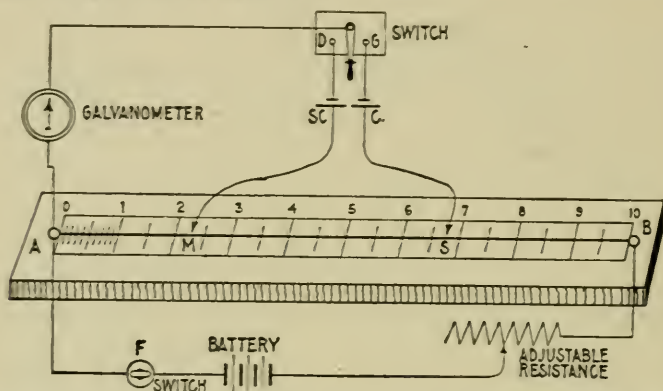 D G SWITCH
SC C
GALVANOMETER
0 1 2 3 4 5 6 7 8 9 10
A M S B
F BATTERY
SWITCH
ADJUSTABLE
RESISTANCE